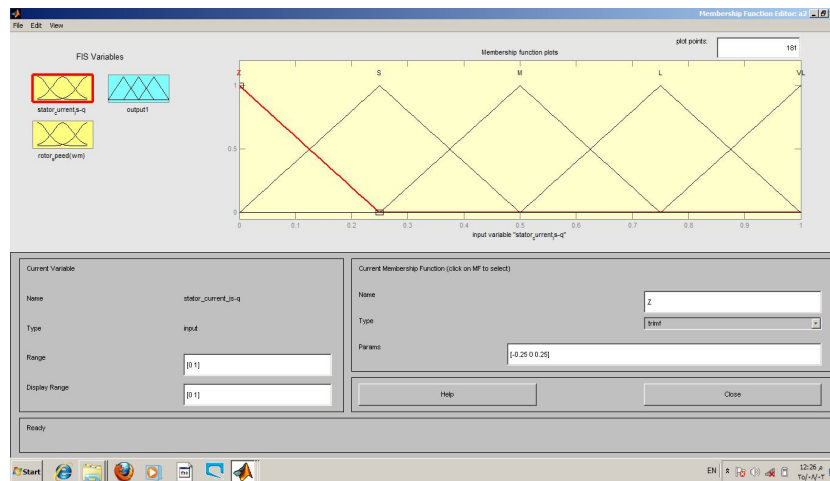 Membership Function Editor: a2
File Edit View
FIS Variables
plot points:
181
Membership function plots
Z S M L VL
1
0.5
0
0 0.1 0.2 0.3 0.4 0.5 0.6 0.7 0.8 0.9 1
input variable "stator_current_is-q"
stator_current_is-q
output1
rotor_speed(wm)
Current Variable
Name stator_current_is-q
Type input
Range [0 1]
Display Range [0 1]
Current Membership Function (click on MF to select)
Name Z
Type trimf
Params [-0.25 0 0.25]
Help Close
Ready
Start
EN
12:26 م